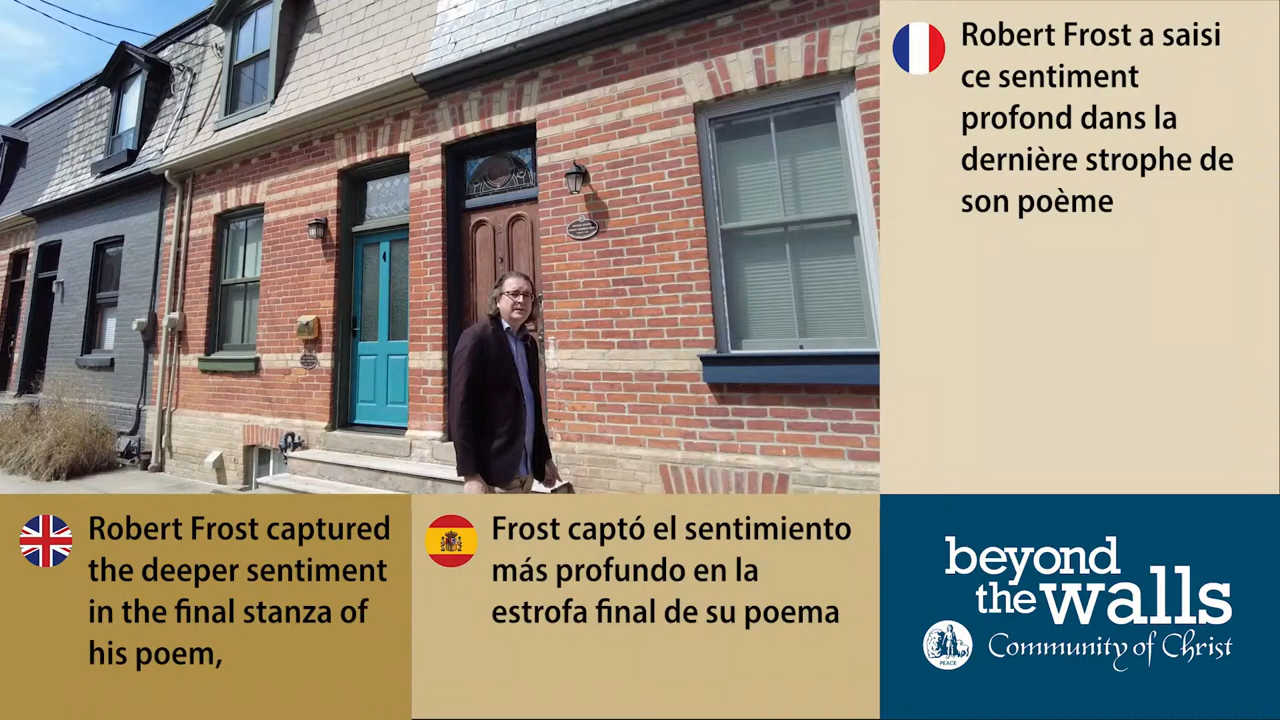 Robert Frost a saisi
ce sentiment
profond dans la
dernière strophe de
son poème
Robert Frost captured
the deeper sentiment
in the final stanza of
his poem,
Frost captó el sentimiento
más profundo en la
estrofa final de su poema
beyond
the walls
PEACE
Community of Christ